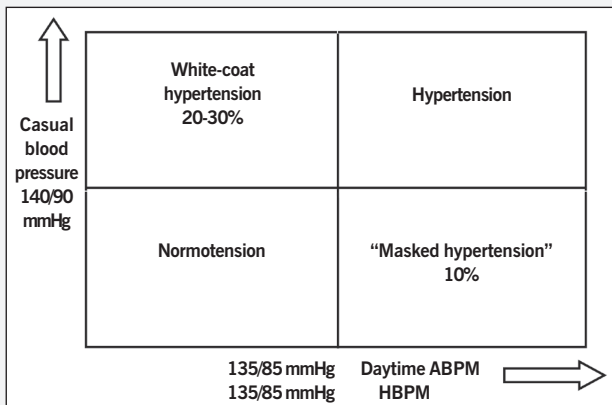 White-coat
hypertension
20-30%
Hypertension
Casual
blood
pressure
140/90
mmHg
Normotension
“Masked hypertension”
10%
135/85 mmHg Daytime ABPM
135/85 mmHg HBPM